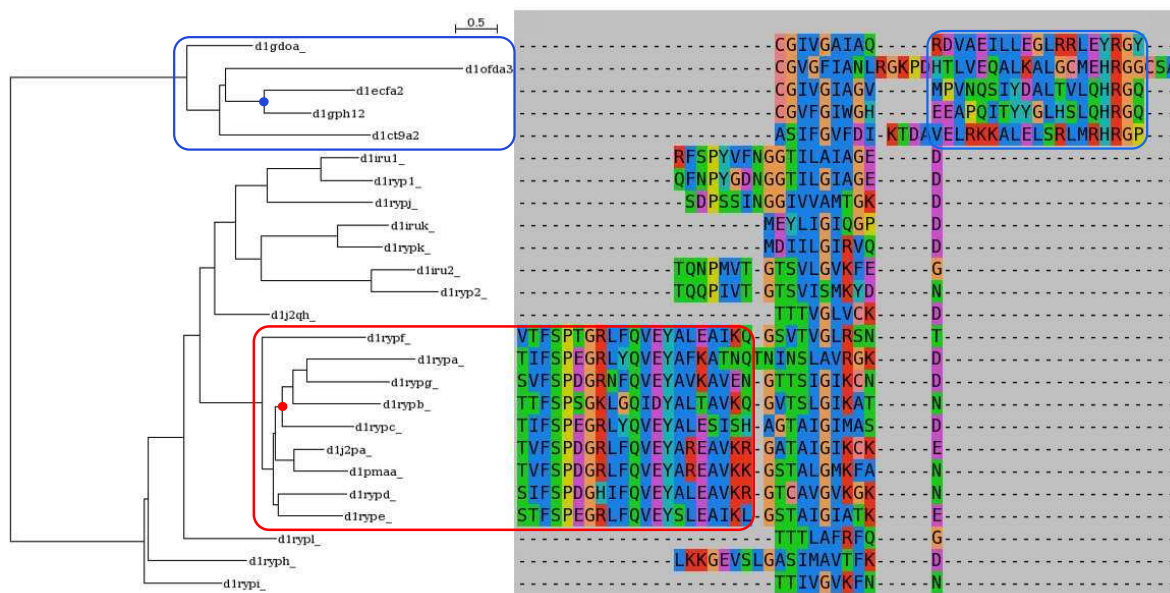 0.5
d1gdoa_ -----------------------CGIVGAIAQ-----RDVAEILLEGLRRLEYRGY--
d1ofda3 -----------------------CGVGFIANLRGKPDHTLVEQALKALGCMEHRGGCSA
d1ecfa2 -----------------------CGIVGIAGV-----MPVNQSIYDALTVLQHRGQ--
d1gph12 -----------------------CGVFGIWGH-----EEAPQITYYGLHSLQHRGQ--
d1ct9a2 -----------------------ASIFGVFDI-KTDAVELRKKALELSRLMRHRGP--
d1iru1_ --------------RFSPYVFNGGTILAIAGE-----D--------------------
d1ryp1_ --------------QFNPYGDNGGTILGIAGE-----D--------------------
d1rypj_ ---------------SDPSSINGGIVVAMTGK-----D--------------------
d1iruk_ ----------------------MEYLIGIQGP-----D--------------------
d1rypk_ ----------------------MDIILGIRVQ-----D--------------------
d1iru2_ --------------TQNPMVT-GTSVLGVKFE-----G--------------------
d1ryp2_ --------------TQQPIVT-GTSVISMKYD-----N--------------------
d1j2qh_ -----------------------TTTVGLVCK-----D--------------------
d1rypf_ VTFSPTGRLFQVEYALEAIKQ-GSVTVGLRSN-----T--------------------
d1rypa_ TIFSPEGRLYQVEYAFKATNQTNINSLAVRGK-----D--------------------
d1rypg_ SVFSPDGRNFQVEYAVKAVEN-GTTSIGIKCN-----D--------------------
d1rypb_ TTFSPSGKLGQIDYALTAVKQ-GVTSLGIKAT-----N--------------------
d1rypc_ TIFSPEGRLYQVEYALESISH-AGTAIGIMAS-----D--------------------
d1j2pa_ TVFSPDGRLFQVEYAREAVKR-GATAIGIKCK-----E--------------------
d1pmaa_ TVFSPDGRLFQVEYAREAVKK-GSTALGMKFA-----N--------------------
d1rypd_ SIFSPDGHIFQVEYALEAVKR-GTCAVGVKGK-----N--------------------
d1rype_ STFSPEGRLFQVEYSLEAIKL-GSTAIGIATK-----E--------------------
d1rypl_ -----------------------TTTLAFRFQ-----G--------------------
d1ryph_ --------------LKKGEVSLGASIMAVTFK-----D--------------------
d1rypi_ -----------------------TTIVGVKFN-----N--------------------